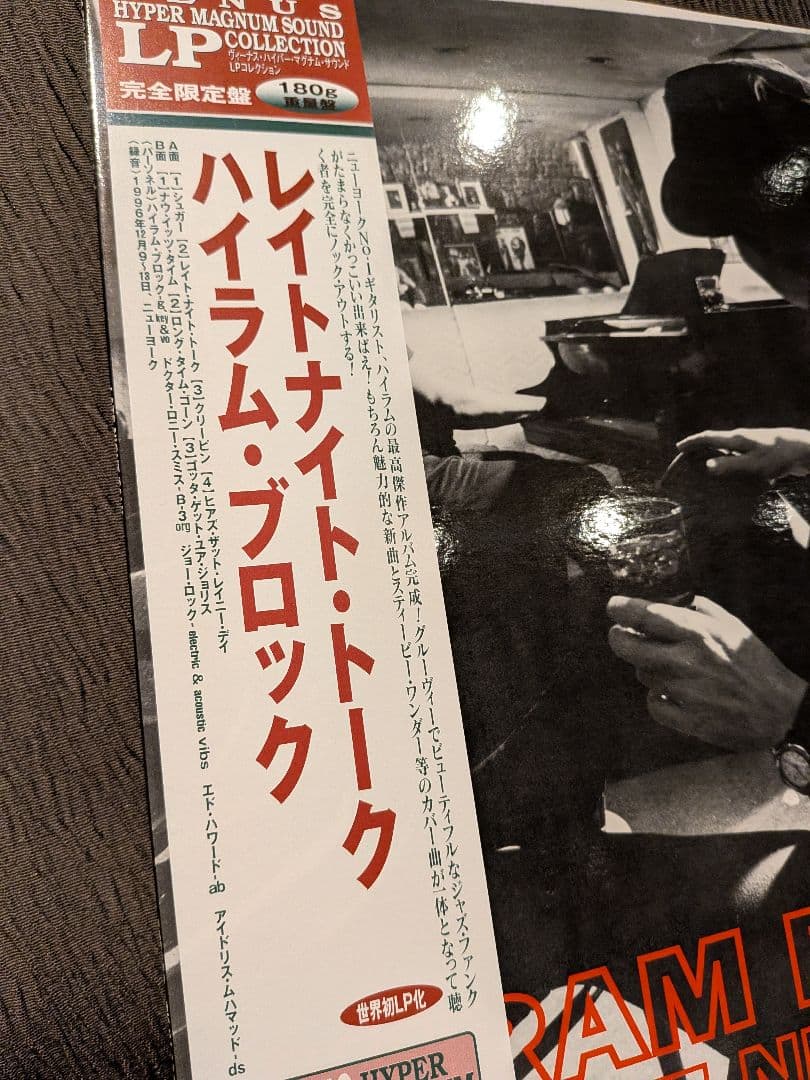 HYPER MAGNUM SOUND
LP COLLECTION
ヴィーナス・ハイパー・マグナム・サウンド
LPコレクション
完全限定盤
180g
重量盤
ニューヨークNo.1ギタリスト、ハイラムの最高傑作アルバム完成!グルーヴィーでビューティフルなジャズ・ファンク
がたまらなくかっこいい出来ばえ!もちろん魅力的な新曲とスティービー・ワンダー等のカバー曲が一体となって聴
く者を完全にノック・アウトする!
レイトナイト・トーク
ハイラム・ブロック
A面 [1]シュガー [2]レイト・ナイト・トーク [3]クリーピン [4]ヒアズ・ザット・レイニー・デイ
B面 [1]ナウ・イッツ・タイム [2]ロング・タイム・ゴーン [3]ゴッタ・ゲット・ユア・ジョリス
(パーソネル)ハイラム・ブロック-g, key&vo ドクター・ロニー・スミス-B-3 org ジョー・ロック-electric & acoustic vibs エド・ハワード-ab アイドリス・ムハマッド-ds
(録音)1996年12月9〜18日、ニューヨーク
世界初LP化
HYPER
RAM